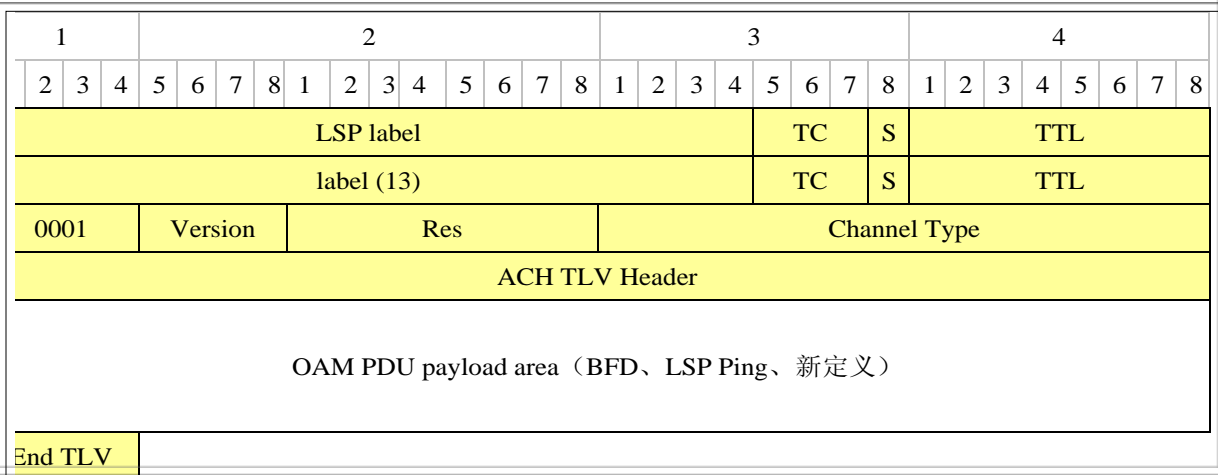 1 2 3 4
2 3 4 5 6 7 8 1 2 3 4 5 6 7 8 1 2 3 4 5 6 7 8 1 2 3 4 5 6 7 8
LSP label TC S TTL
label (13) TC S TTL
0001 Version Res Channel Type
ACH TLV Header
OAM PDU payload area（BFD、LSP Ping、新定义）
End TLV